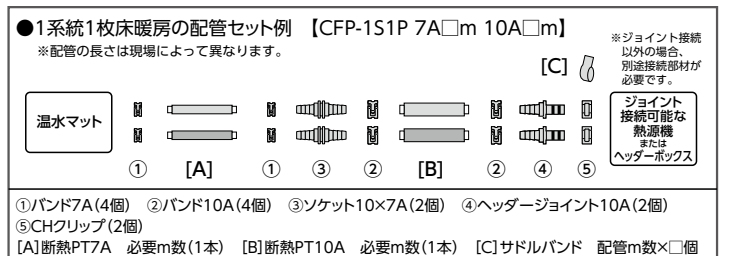 ●1系統1枚床暖房の配管セット例 【CFP-1S1P 7A□m 10A□m】
※配管の長さは現場によって異なります。
※ジョイント接続
以外の場合、
別途接続部材が
必要です。
[C]
温水マット
ジョイント
接続可能な
熱源機
または
ヘッダーボックス
① [A] ① ③ ② [B] ② ④ ⑤
①バンド7A(4個) ②バンド10A(4個) ③ソケット10×7A(2個) ④ヘッダージョイント10A(2個)
⑤CHクリップ(2個)
[A]断熱PT7A 必要m数(1本) [B]断熱PT10A 必要m数(1本) [C]サドルバンド 配管m数×□個